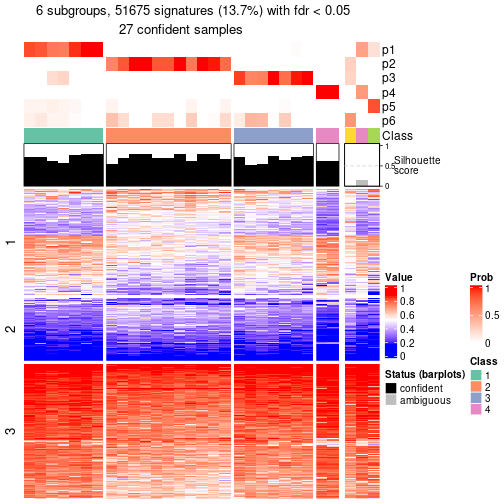 6 subgroups, 51675 signatures (13.7%) with fdr < 0.05
27 confident samples
p1
p2
p3
p4
p5
p6
Class
1
0.5
0
Silhouette
score
1
2
3
Value
1
0.8
0.6
0.4
0.2
0
Prob
1
0.5
0
Status (barplots)
confident
ambiguous
Class
1
2
3
4